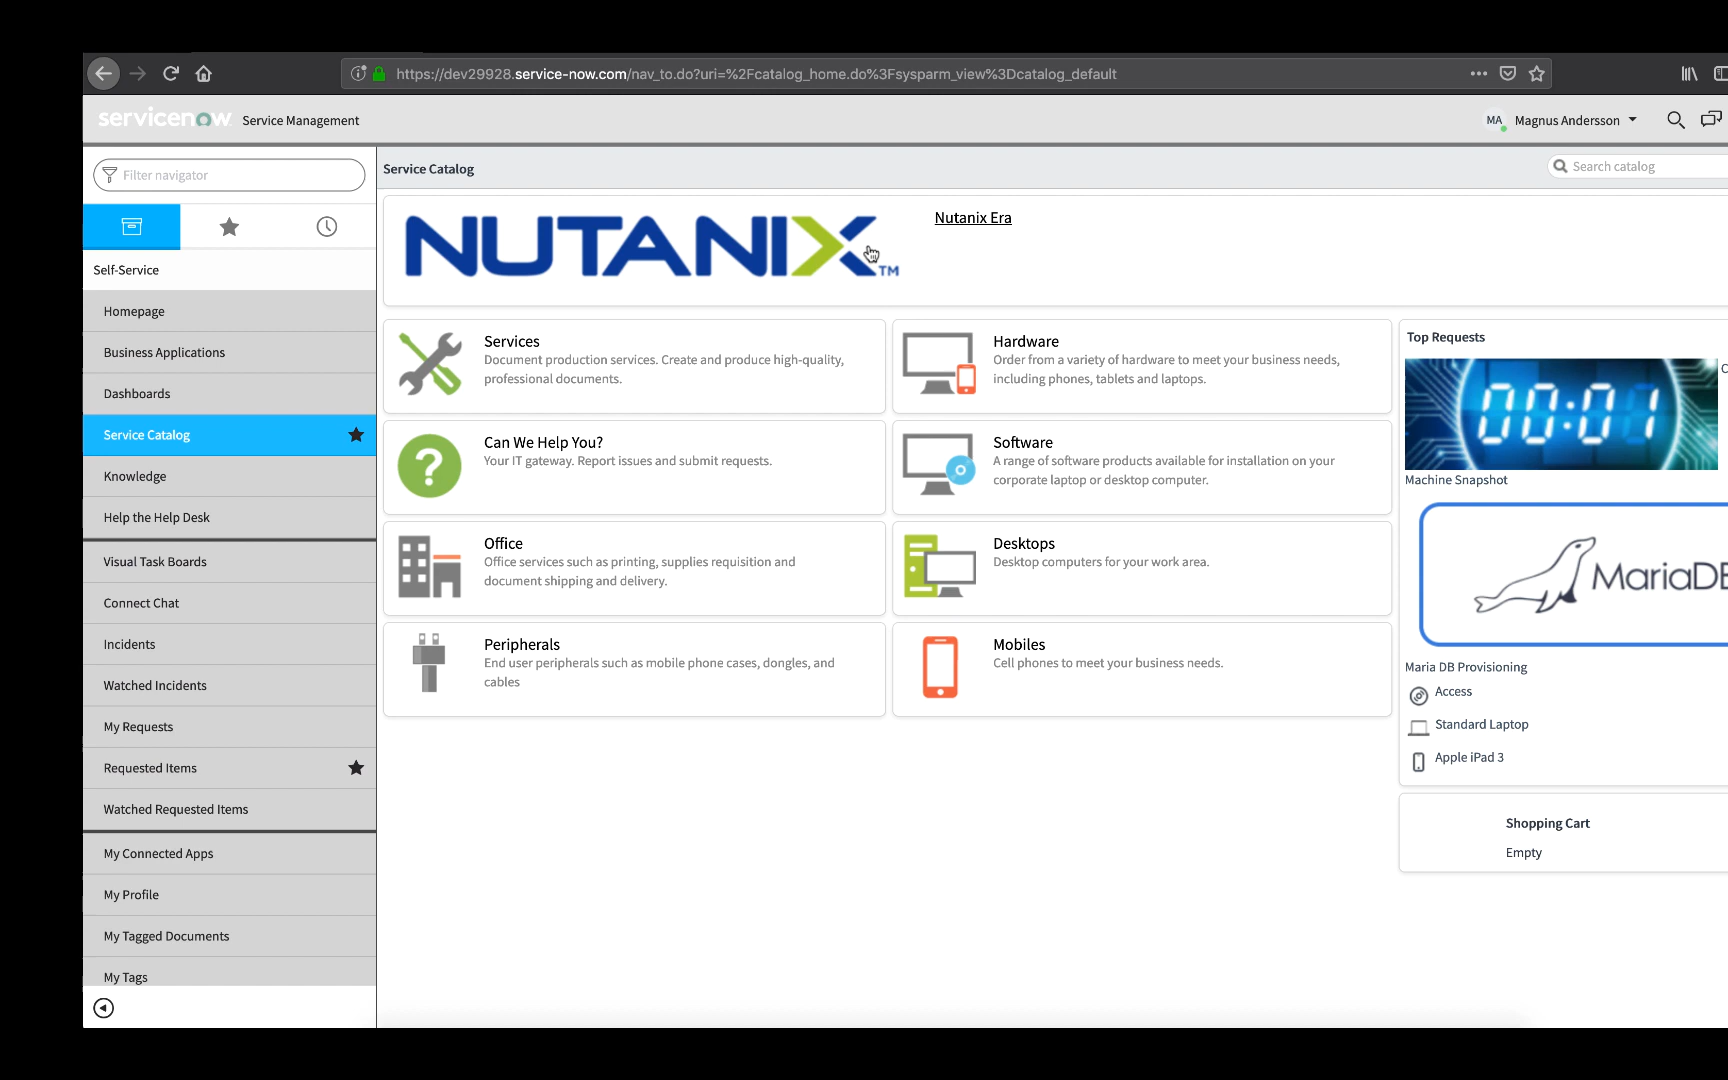 https://dev29928.service-now.com/nav_to.do?uri=%2Fcatalog_home.do%3Fsysparm_view%3Dcatalog_default
servicenow Service Management
MA Magnus Andersson
Filter navigator
Self-Service
Homepage
Business Applications
Dashboards
Service Catalog
Knowledge
Help the Help Desk
Visual Task Boards
Connect Chat
Incidents
Watched Incidents
My Requests
Requested Items
Watched Requested Items
My Connected Apps
My Profile
My Tagged Documents
My Tags
Service Catalog
Search catalog
NUTANIX™
Nutanix Era
Services
Document production services. Create and produce high-quality,
professional documents.
Hardware
Order from a variety of hardware to meet your business needs,
including phones, tablets and laptops.
Can We Help You?
Your IT gateway. Report issues and submit requests.
Software
A range of software products available for installation on your
corporate laptop or desktop computer.
Office
Office services such as printing, supplies requisition and
document shipping and delivery.
Desktops
Desktop computers for your work area.
Peripherals
End user peripherals such as mobile phone cases, dongles, and
cables
Mobiles
Cell phones to meet your business needs.
Top Requests
00:01
Machine Snapshot
MariaDB
Maria DB Provisioning
Access
Standard Laptop
Apple iPad 3
Shopping Cart
Empty